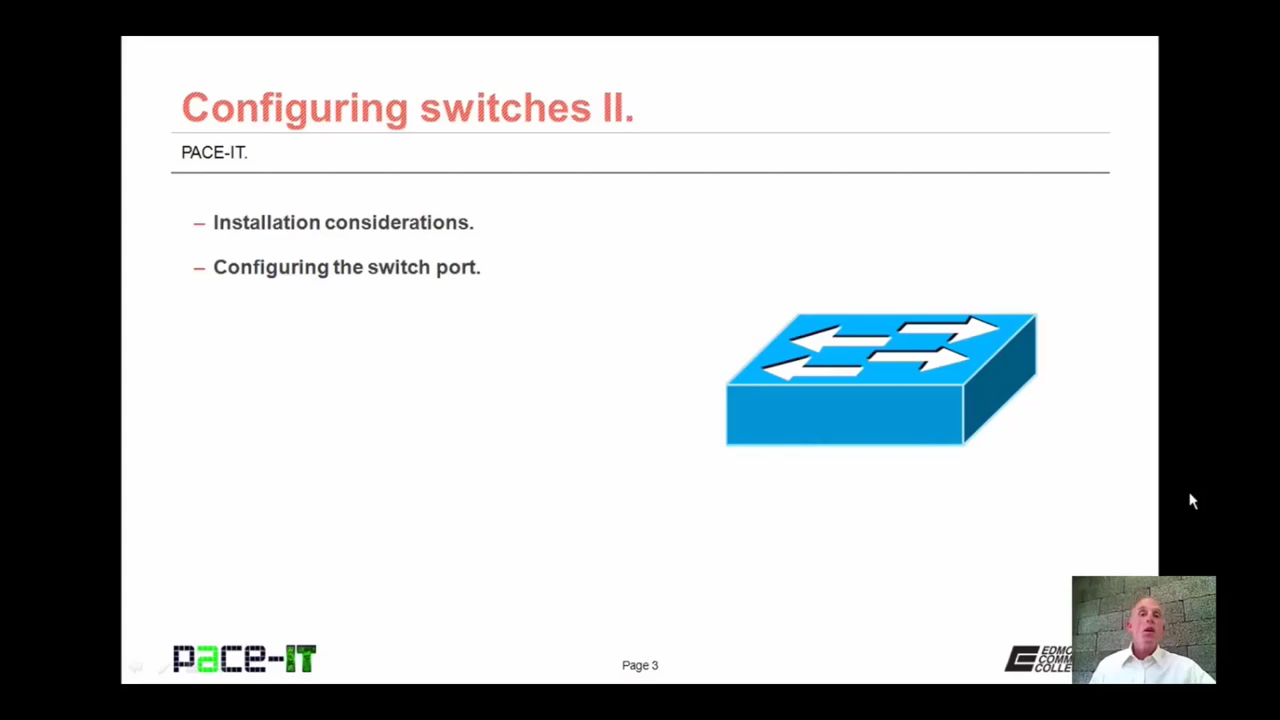 Configuring switches II.
PACE-IT.
– Installation considerations.
– Configuring the switch port.
pace-IT
Page 3